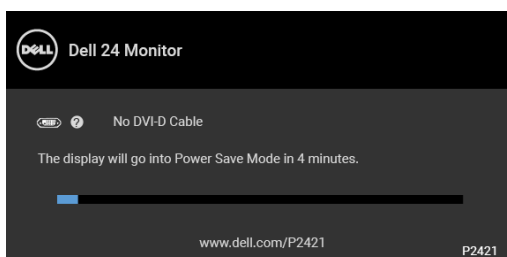 DELL Dell 24 Monitor
? No DVI-D Cable
The display will go into Power Save Mode in 4 minutes.
www.dell.com/P2421
P2421